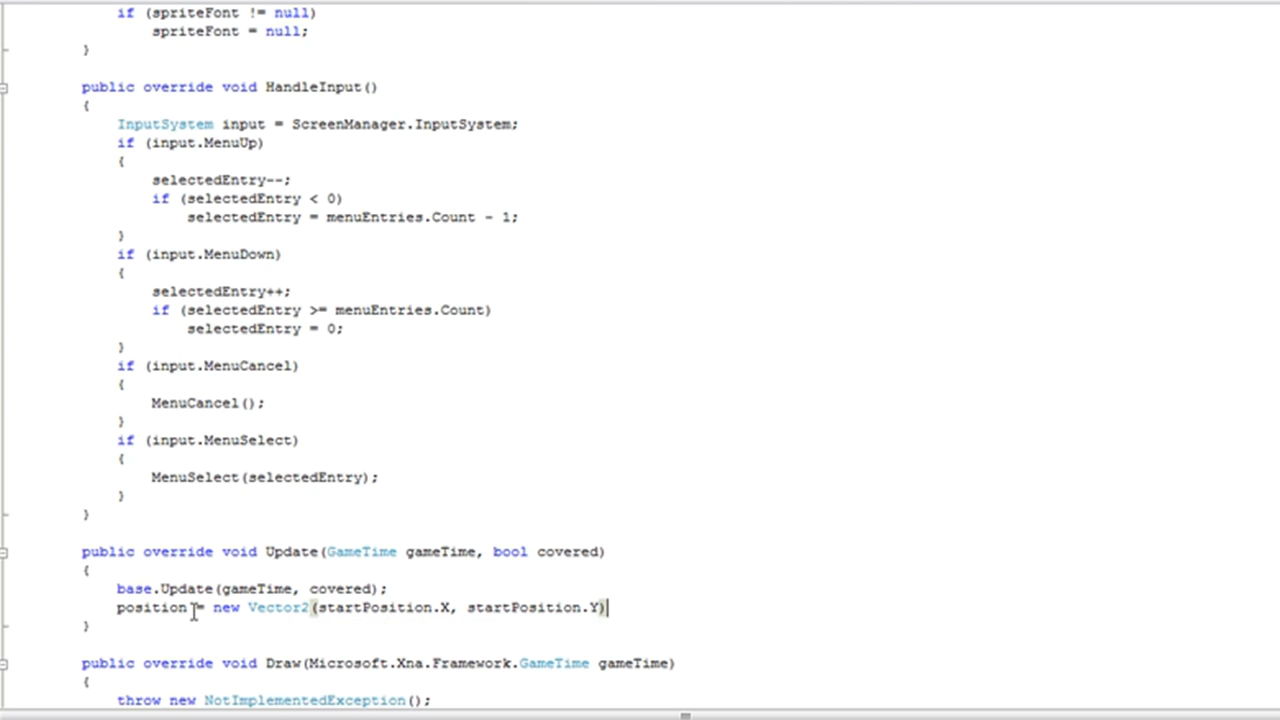 if (spriteFont != null)
spriteFont = null;
}
public override void HandleInput()
{
InputSystem input = ScreenManager.InputSystem;
if (input.MenuUp)
{
selectedEntry--;
if (selectedEntry < 0)
selectedEntry = menuEntries.Count - 1;
}
if (input.MenuDown)
{
selectedEntry++;
if (selectedEntry >= menuEntries.Count)
selectedEntry = 0;
}
if (input.MenuCancel)
{
MenuCancel();
}
if (input.MenuSelect)
{
MenuSelect(selectedEntry);
}
}
public override void Update(GameTime gameTime, bool covered)
{
base.Update(gameTime, covered);
position = new Vector2(startPosition.X, startPosition.Y)
}
public override void Draw(Microsoft.Xna.Framework.GameTime gameTime)
{
throw new NotImplementedException();